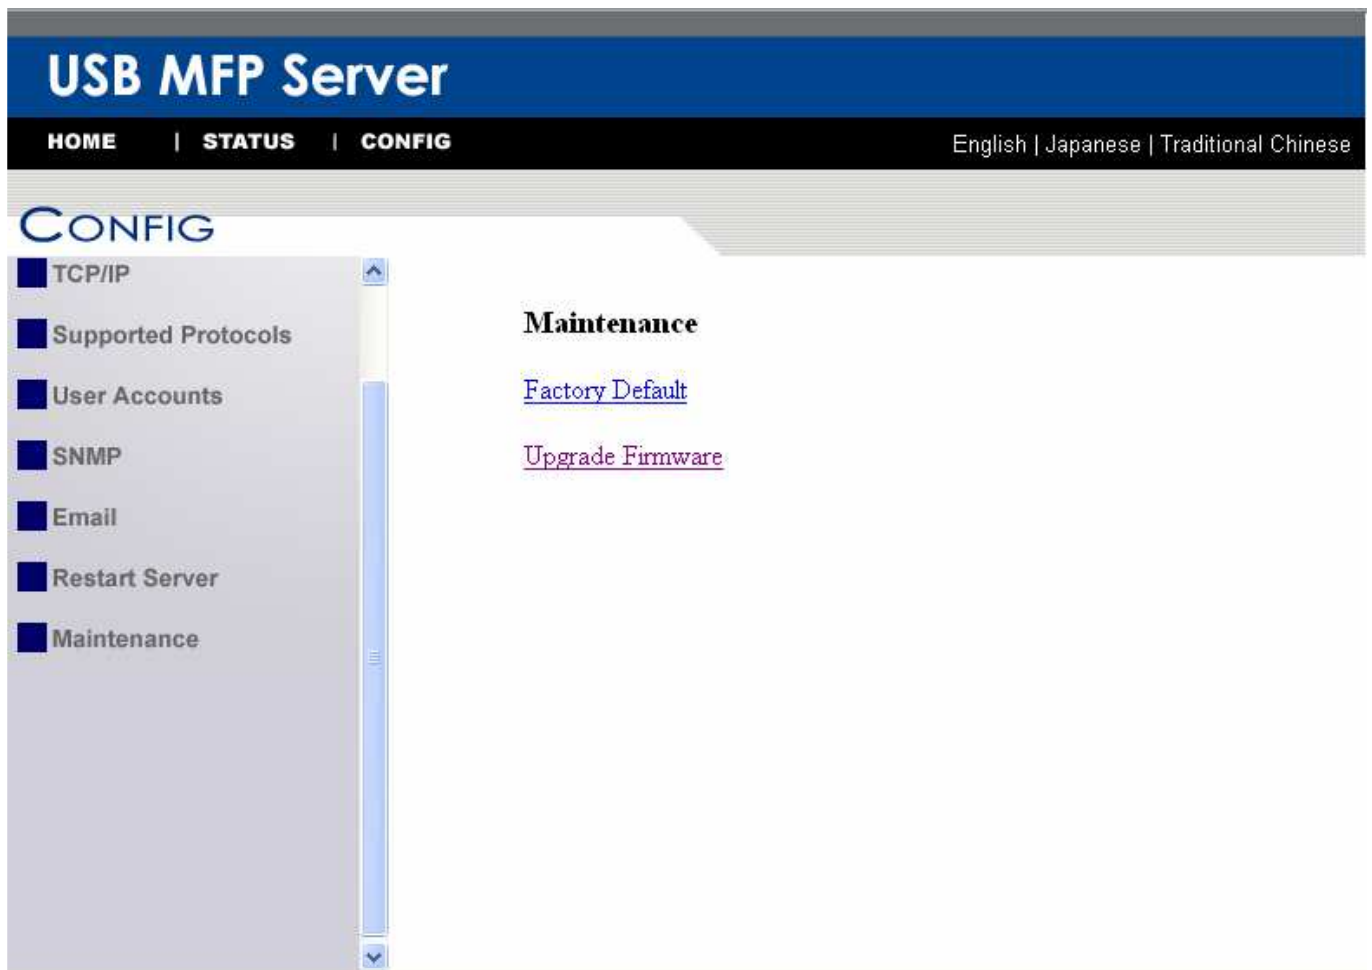 USB MFP Server
HOME | STATUS | CONFIG
English | Japanese | Traditional Chinese
CONFIG
TCP/IP
Supported Protocols
User Accounts
SNMP
Email
Restart Server
Maintenance
Maintenance
Factory Default
Upgrade Firmware